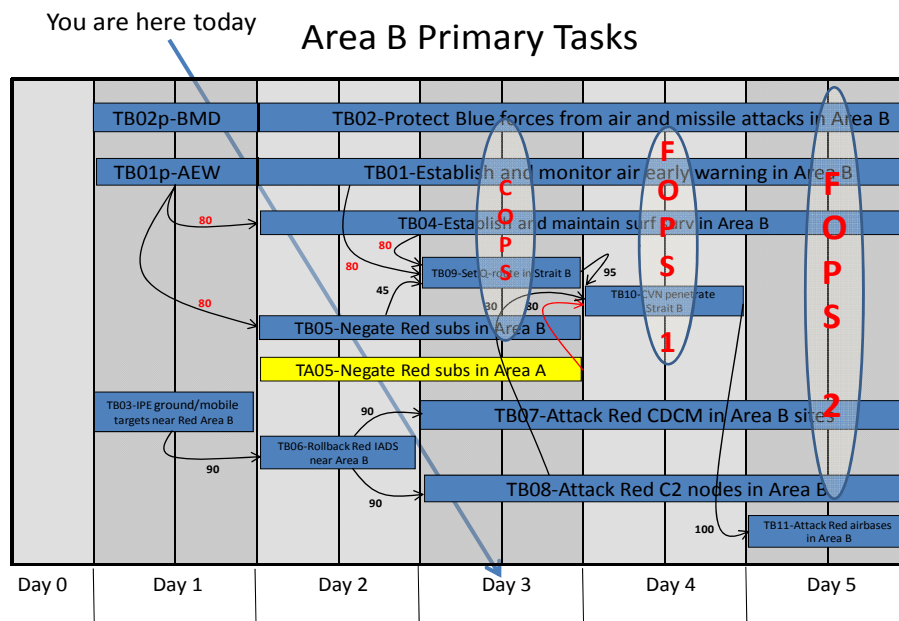 You are here today
Area B Primary Tasks
TB02p-BMD
TB02-Protect Blue forces from air and missile attacks in Area B
TB01p-AEW
TB01-Establish and monitor air early warning in Area B
80
TB04-Establish and maintain surf surv in Area B
80
80
TB09-Set Q-route in Strait B
95
45
30
80
TB10-CVN penetrate
Strait B
80
TB05-Negate Red subs in Area B
TA05-Negate Red subs in Area A
TB03-IPE ground/mobile
targets near Red Area B
90
TB07-Attack Red CDCM in Area B sites
TB06-Rollback Red IADS
near Area B
90
90
TB08-Attack Red C2 nodes in Area B
100
TB11-Attack Red airbases
in Area B
COPS
FOPS 1
FOPS 2
Day 0
Day 1
Day 2
Day 3
Day 4
Day 5